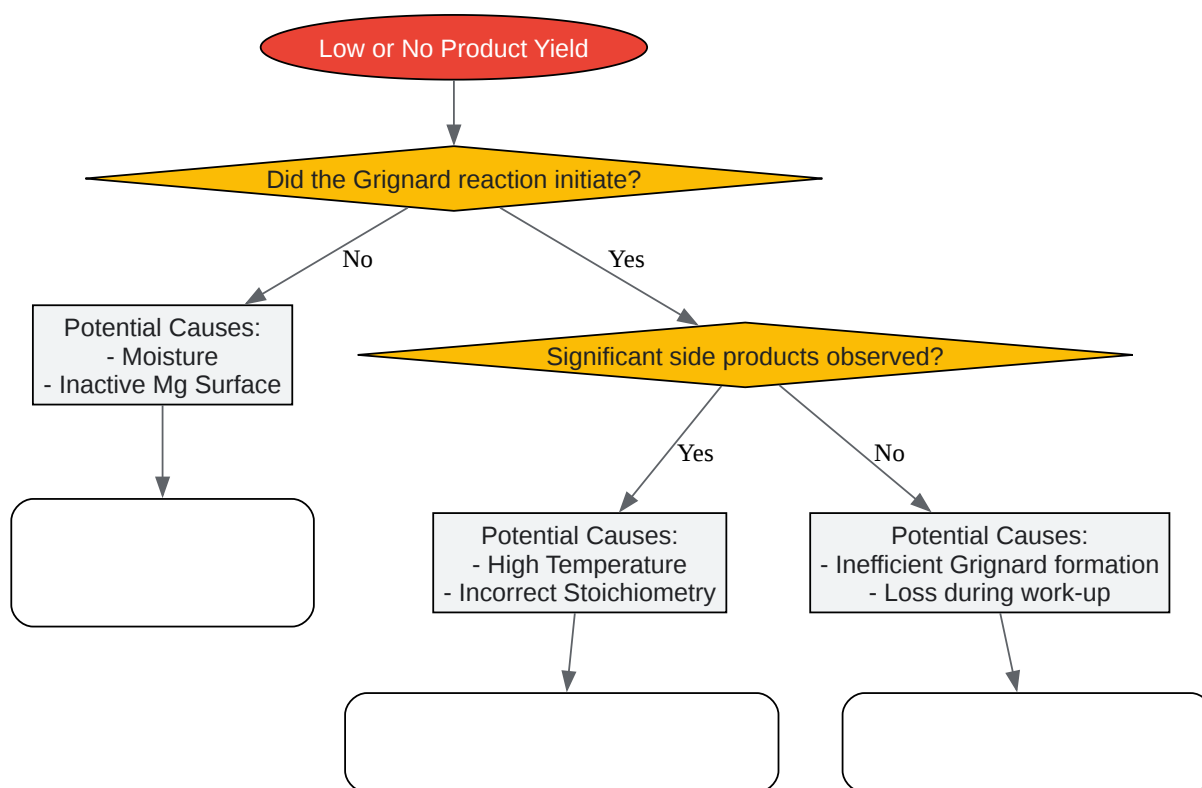 Low or No Product Yield
Did the Grignard reaction initiate?
No
Yes
Potential Causes:
- Moisture
- Inactive Mg Surface
Significant side products observed?
Yes
No
Potential Causes:
- High Temperature
- Incorrect Stoichiometry
Potential Causes:
- Inefficient Grignard formation
- Loss during work-up